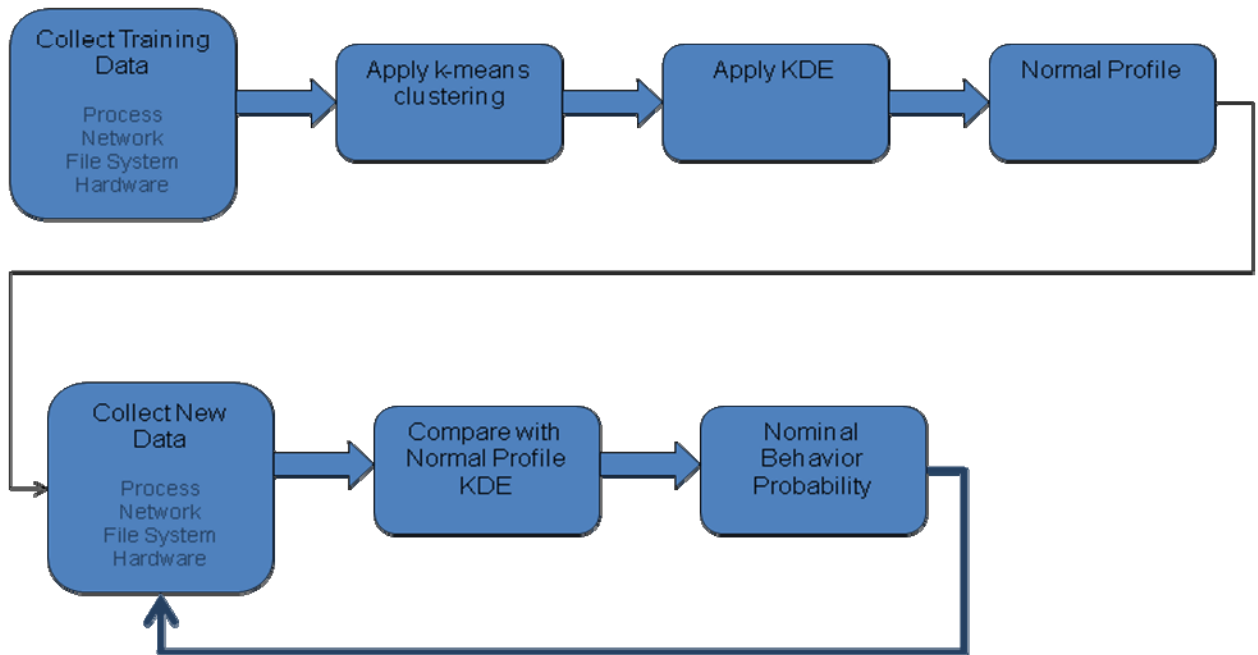 Collect Training
Data
Process
Network
File System
Hardware
Apply k-means
clustering
Apply KDE
Normal Profile
Collect New
Data
Process
Network
File System
Hardware
Compare with
Normal Profile
KDE
Nominal
Behavior
Probability